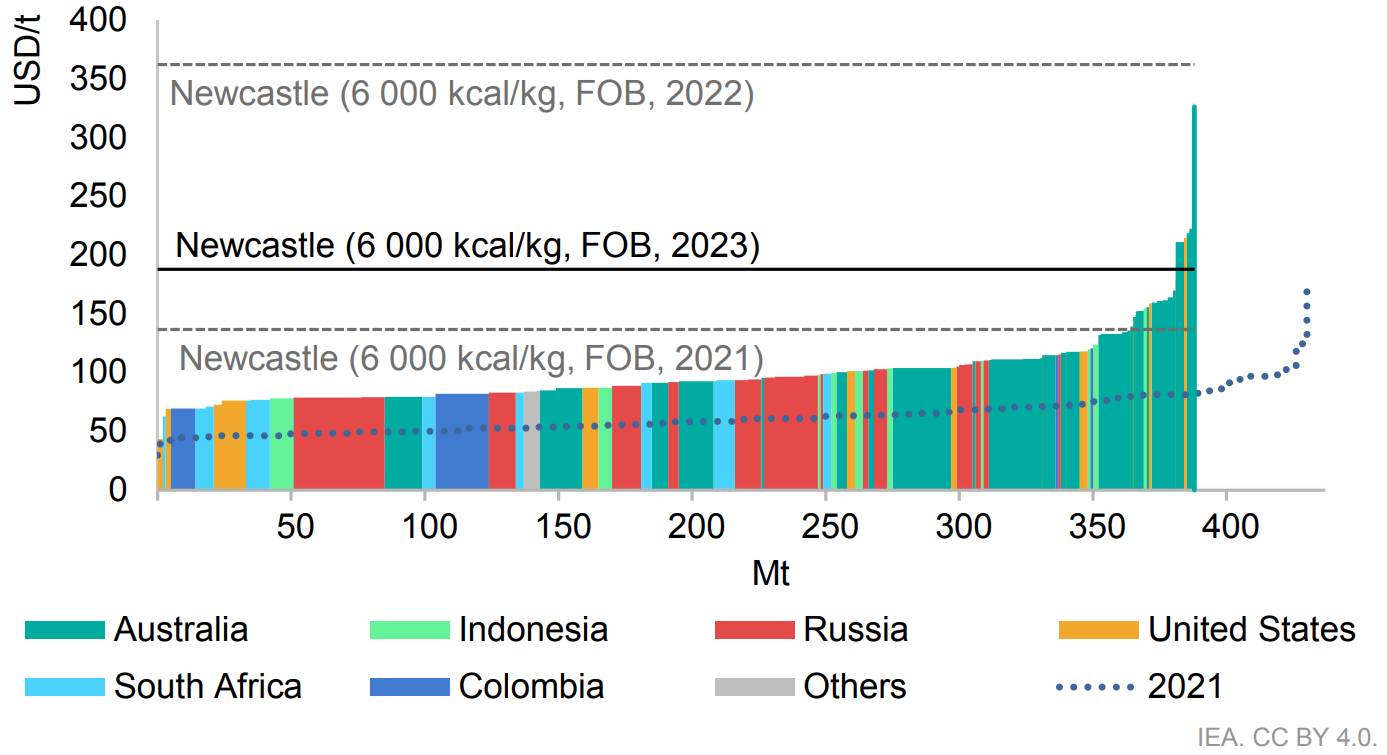 USD/t
400
350
300
250
200
150
100
50
0
Newcastle (6 000 kcal/kg, FOB, 2022)
Newcastle (6 000 kcal/kg, FOB, 2023)
Newcastle (6 000 kcal/kg, FOB, 2021)
50 100 150 200 250 300 350 400
Mt
Australia Indonesia Russia United States
South Africa Colombia Others 2021
IEA. CC BY 4.0.